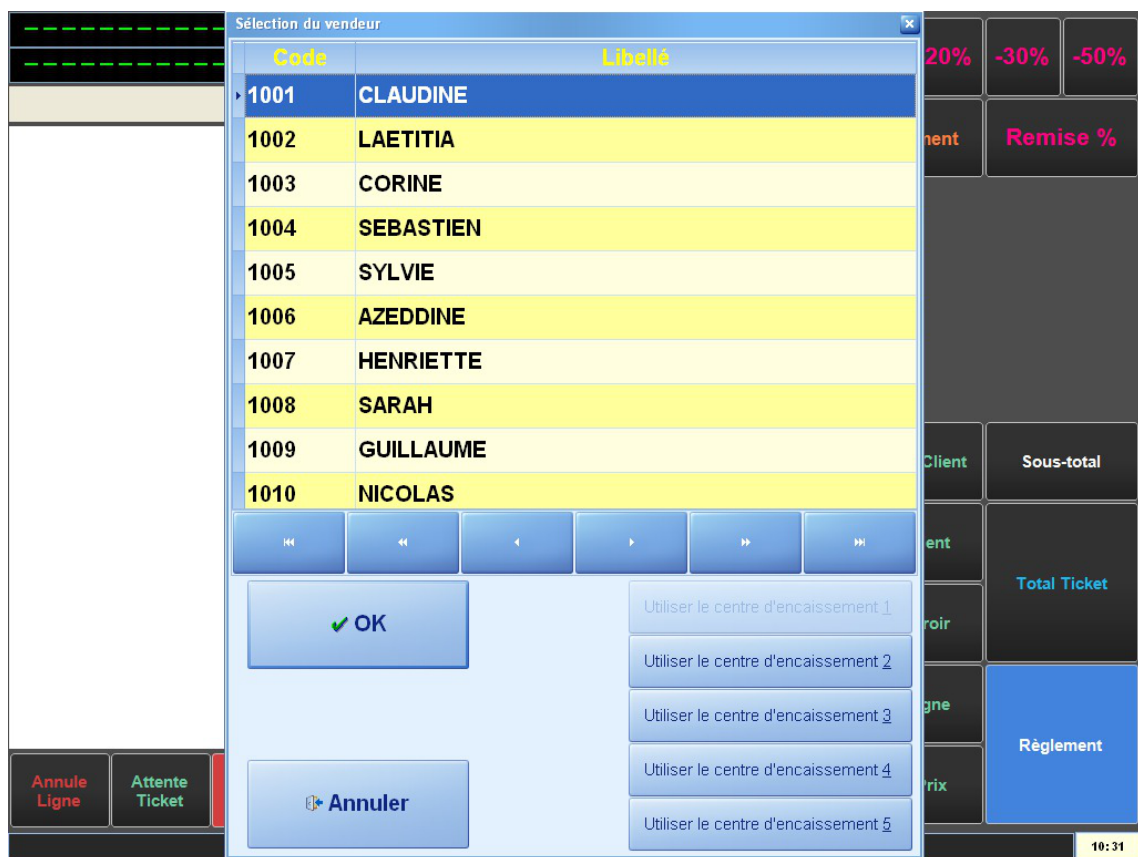 Sélection du vendeur
Code Libellé
1001 CLAUDINE
1002 LAETITIA
1003 CORINE
1004 SEBASTIEN
1005 SYLVIE
1006 AZEDDINE
1007 HENRIETTE
1008 SARAH
1009 GUILLAUME
1010 NICOLAS
OK
Annuler
Utiliser le centre d'encaissement 1
Utiliser le centre d'encaissement 2
Utiliser le centre d'encaissement 3
Utiliser le centre d'encaissement 4
Utiliser le centre d'encaissement 5
20% -30% -50%
ment Remise %
Client Sous-total
ent
Total Ticket
roir
gne
Règlement
Prix
Annule
Ligne
Attente
Ticket
10:31